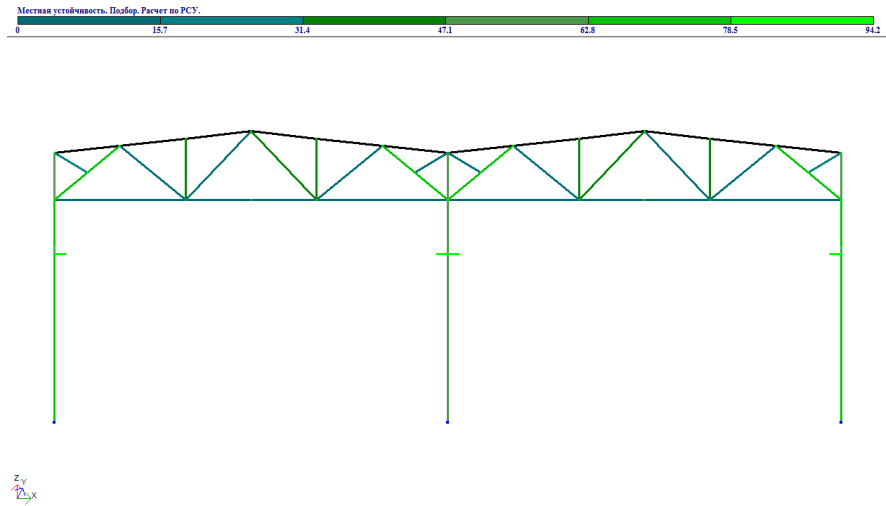 Местная устойчивость. Подбор. Расчет по РСУ.
0 15.7 31.4 47.1 62.8 78.5 94.2
Z
Y
X